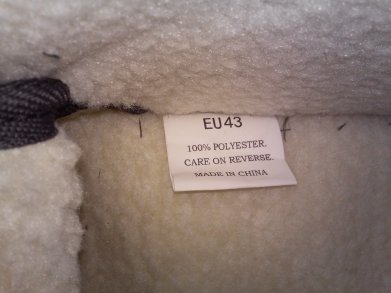 EU43
100% POLYESTER.
CARE ON REVERSE.
MADE IN CHINA